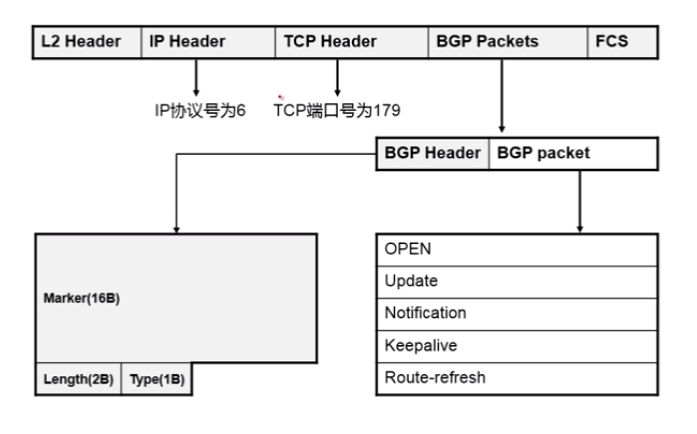 L2 Header IP Header TCP Header BGP Packets FCS
IP协议号为6 TCP端口号为179
BGP Header BGP packet
Marker(16B)
Length(2B) Type(1B)
OPEN
Update
Notification
Keepalive
Route-refresh